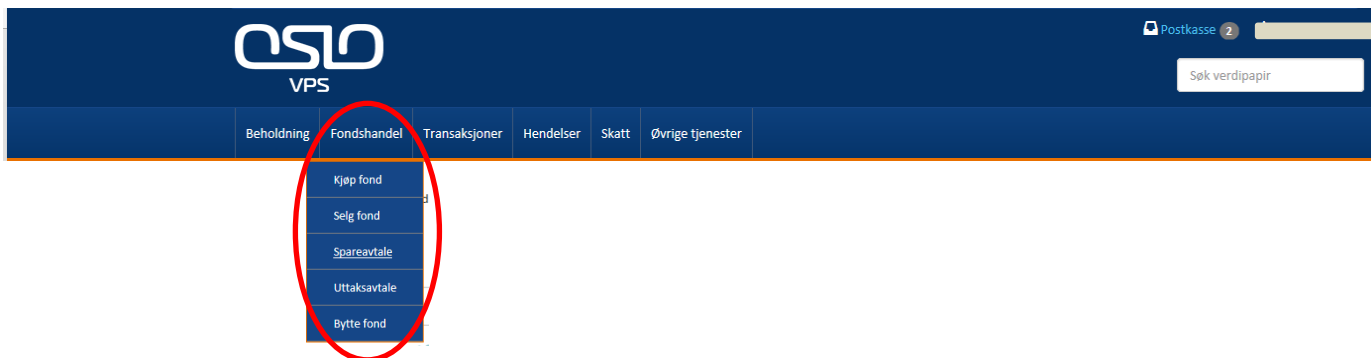 OSLO
VPS
Postkasse 2
Søk verdipapir
Beholdning Fondshandel Transaksjoner Hendelser Skatt Øvrige tjenester
Kjøp fond
d
Selg fond
Spareavtale
Uttaksavtale
Bytte fond